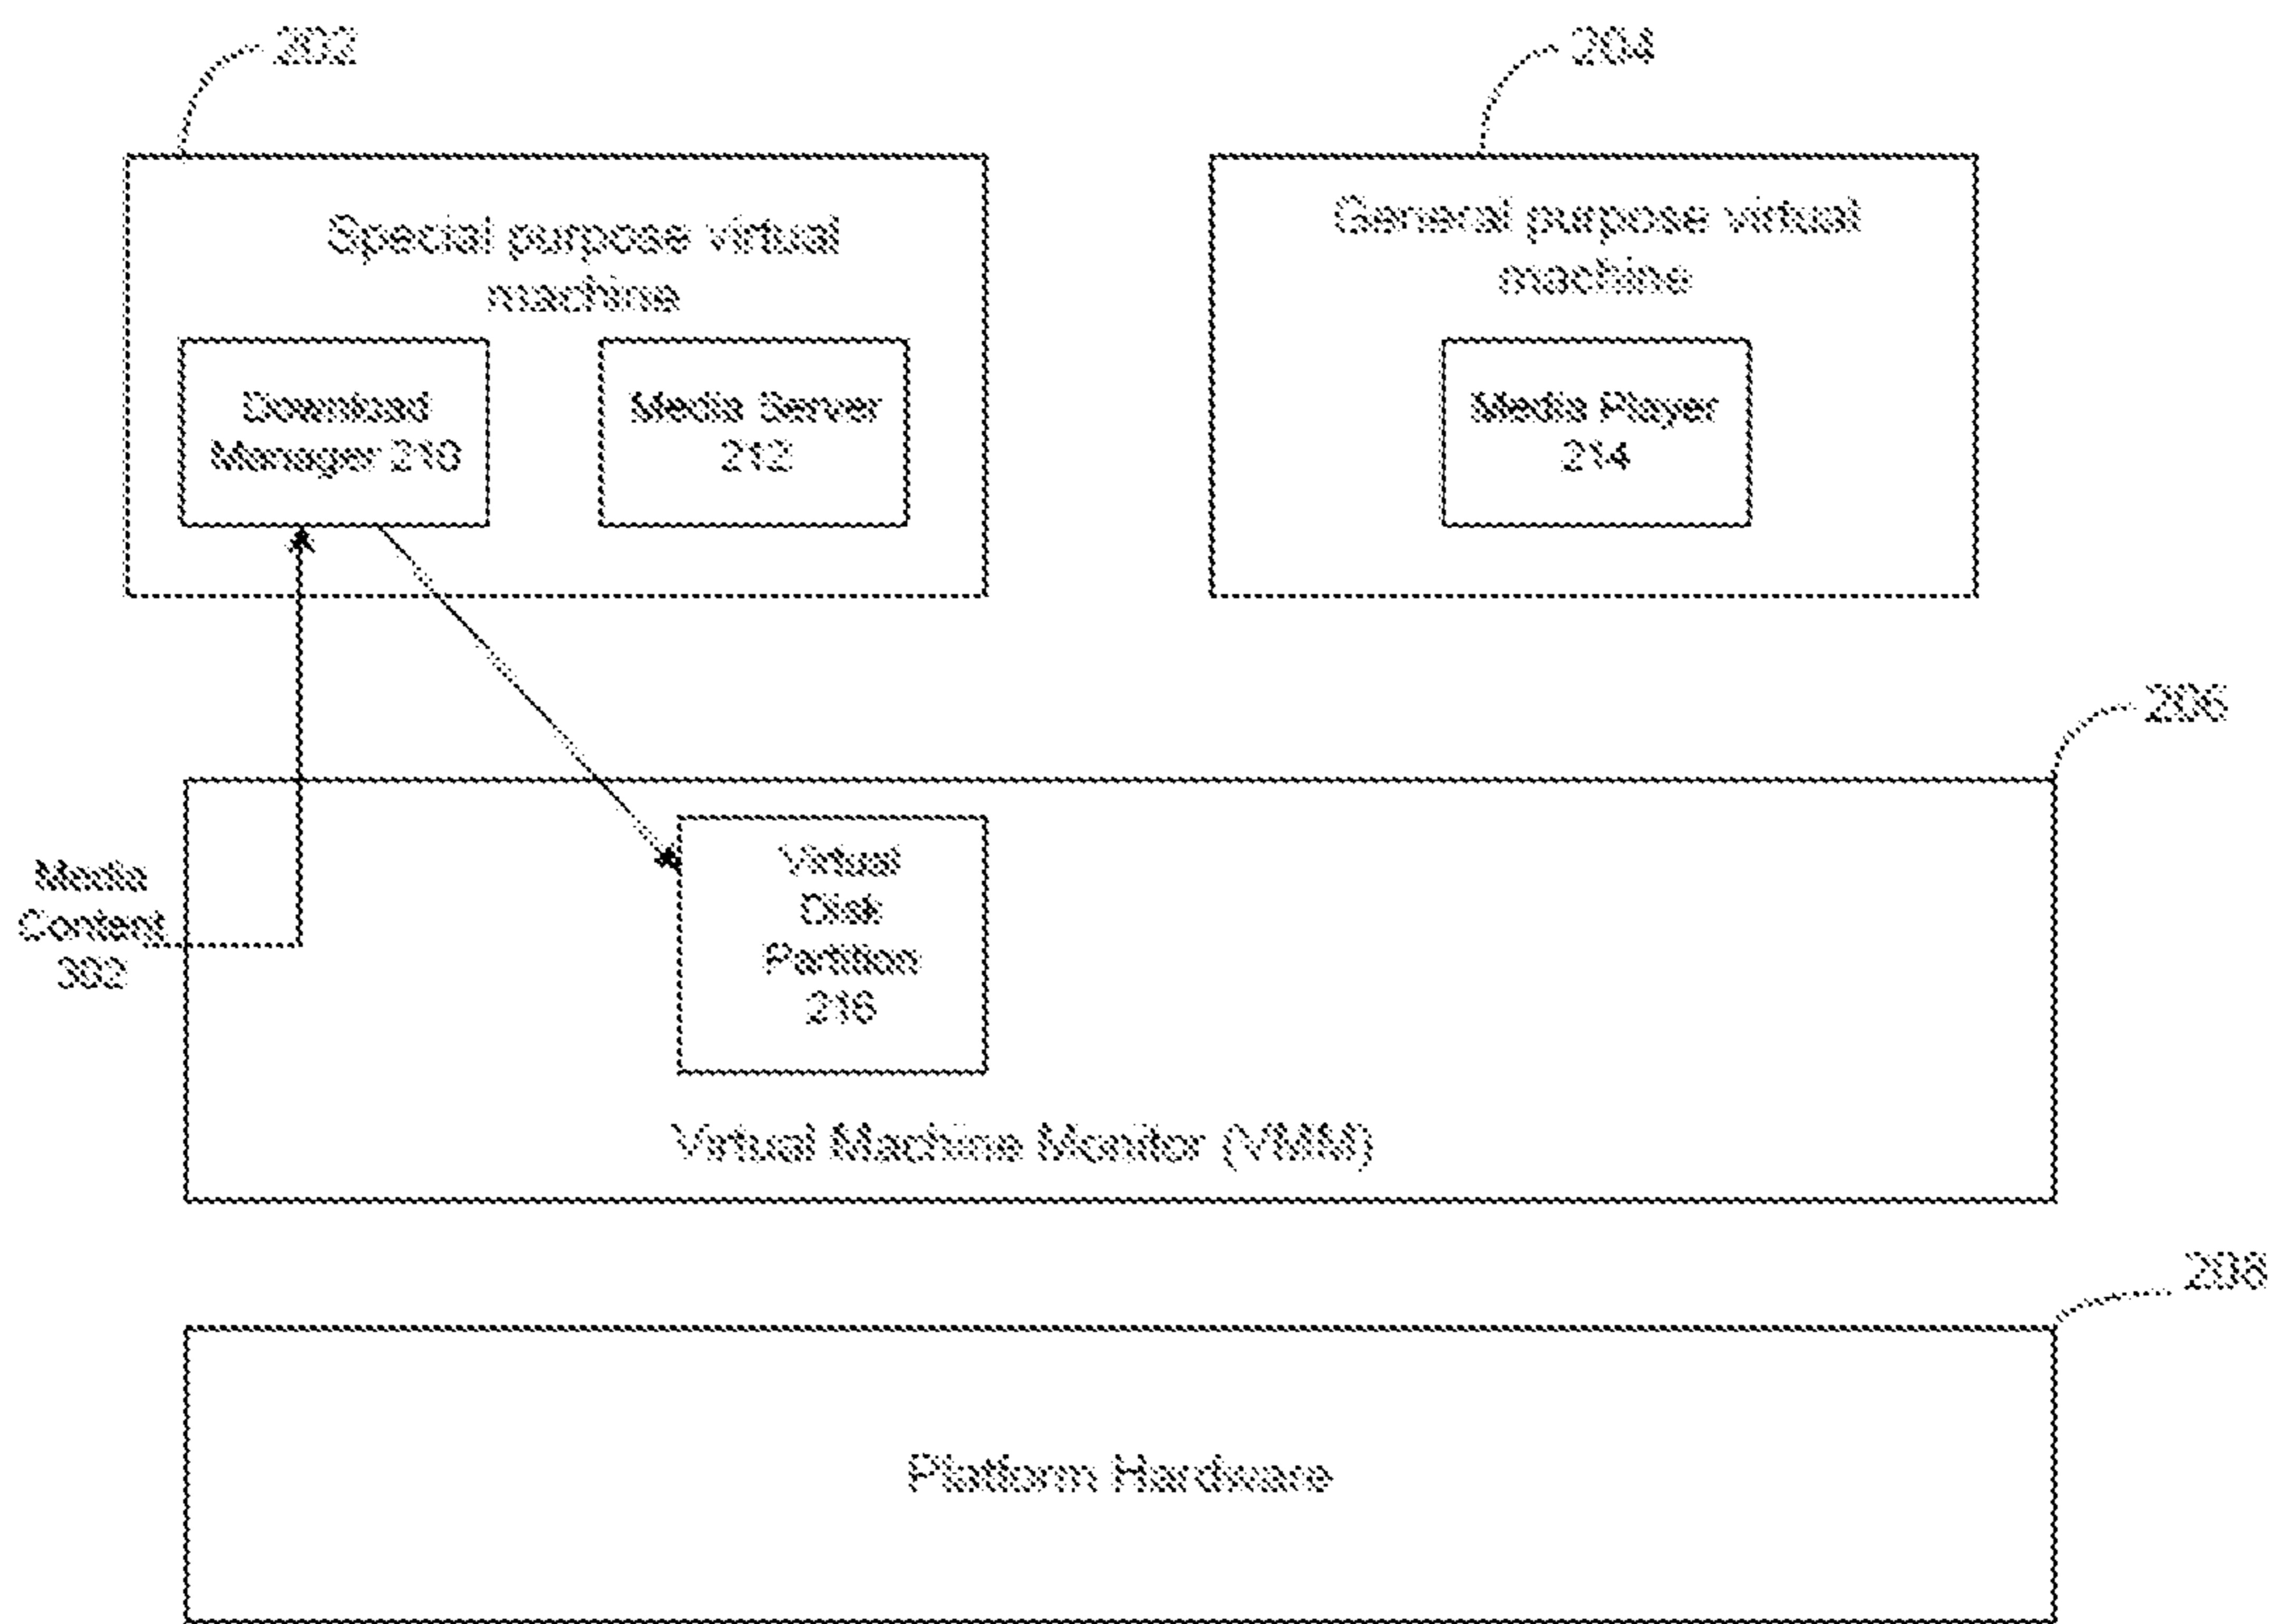 202
204
Special purpose virtual
machine
General purpose virtual
machine
Download
Manager 210
Media Server
212
Media Player
214
206
Media
Content
302
Virtual
Disk
Partition
216
Virtual Machine Monitor (VMM)
208
Platform Hardware